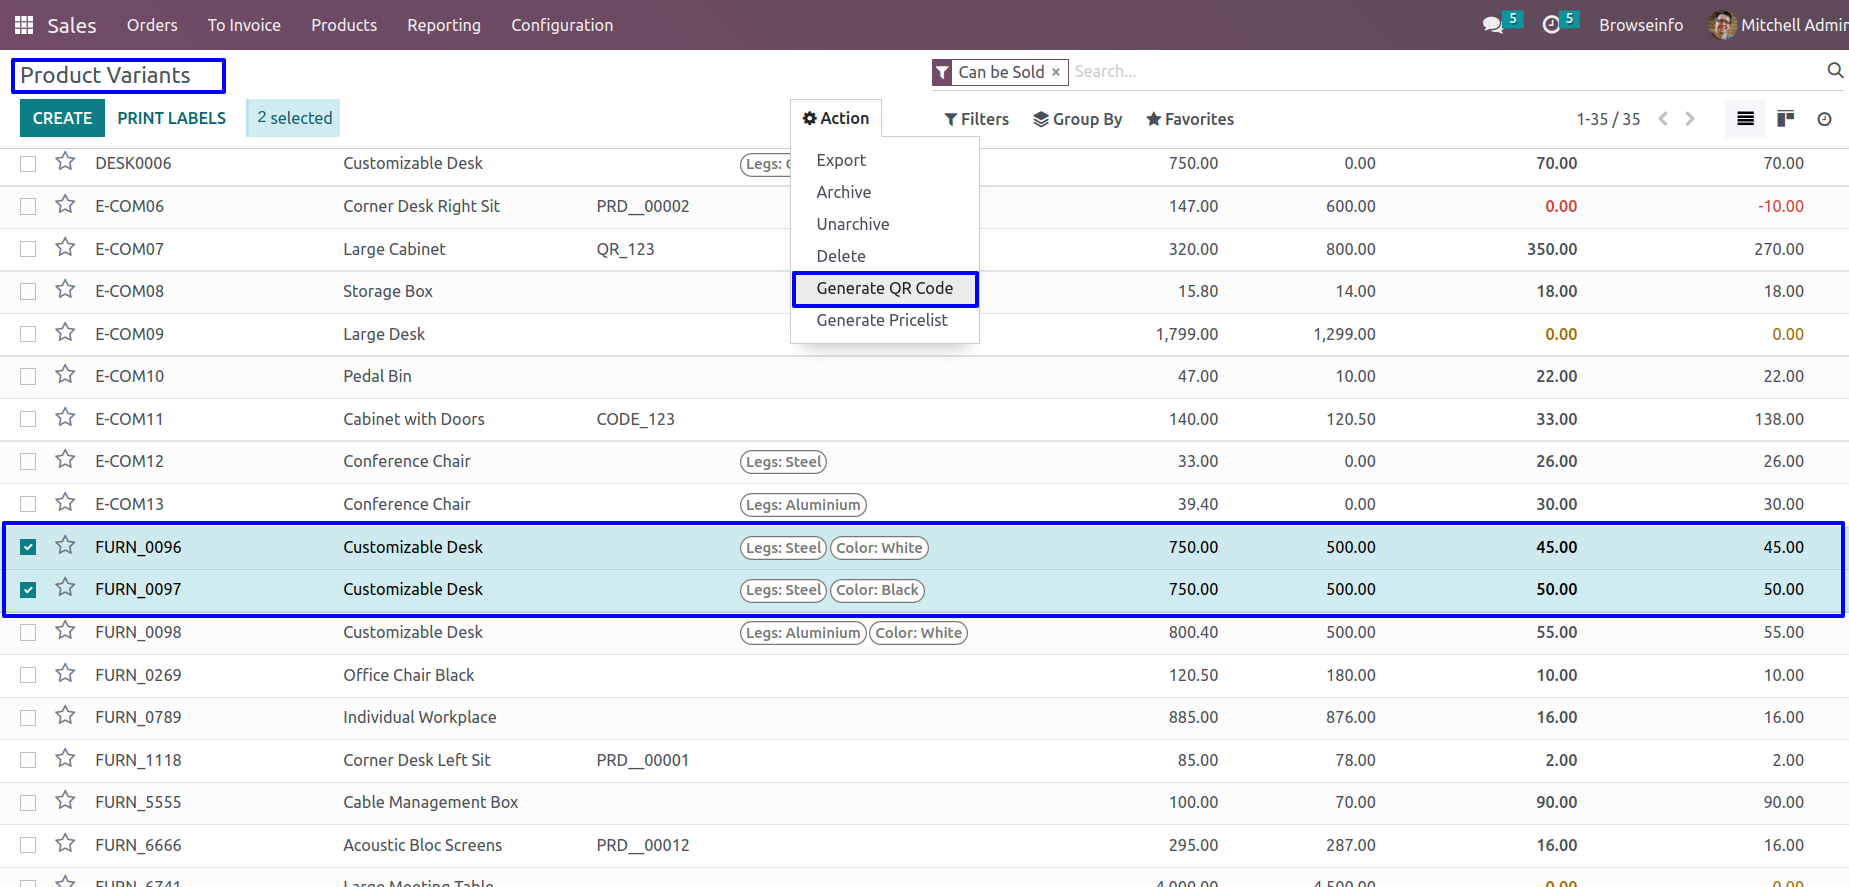 Sales Orders To Invoice Products Reporting Configuration 5 5 Browseinfo Mitchell Admin
Product Variants Can be Sold × Search...
CREATE PRINT LABELS 2 selected Action Filters Group By Favorites 1-35 / 35
DESK0006 Customizable Desk Legs: 750.00 0.00 70.00 70.00
Export
Archive
Unarchive
Delete
Generate QR Code
Generate Pricelist
E-COM06 Corner Desk Right Sit PRD__00002 147.00 600.00 0.00 -10.00
E-COM07 Large Cabinet QR_123 320.00 800.00 350.00 270.00
E-COM08 Storage Box 15.80 14.00 18.00 18.00
E-COM09 Large Desk 1,799.00 1,299.00 0.00 0.00
E-COM10 Pedal Bin 47.00 10.00 22.00 22.00
E-COM11 Cabinet with Doors CODE_123 140.00 120.50 33.00 138.00
E-COM12 Conference Chair Legs: Steel 33.00 0.00 26.00 26.00
E-COM13 Conference Chair Legs: Aluminium 39.40 0.00 30.00 30.00
FURN_0096 Customizable Desk Legs: Steel Color: White 750.00 500.00 45.00 45.00
FURN_0097 Customizable Desk Legs: Steel Color: Black 750.00 500.00 50.00 50.00
FURN_0098 Customizable Desk Legs: Aluminium Color: White 800.40 500.00 55.00 55.00
FURN_0269 Office Chair Black 120.50 180.00 10.00 10.00
FURN_0789 Individual Workplace 885.00 876.00 16.00 16.00
FURN_1118 Corner Desk Left Sit PRD__00001 85.00 78.00 2.00 2.00
FURN_5555 Cable Management Box 100.00 70.00 90.00 90.00
FURN_6666 Acoustic Bloc Screens PRD__00012 295.00 287.00 16.00 16.00
FURN_6741 Large Meeting Table 4,000.00 4,500.00 0.00 0.00